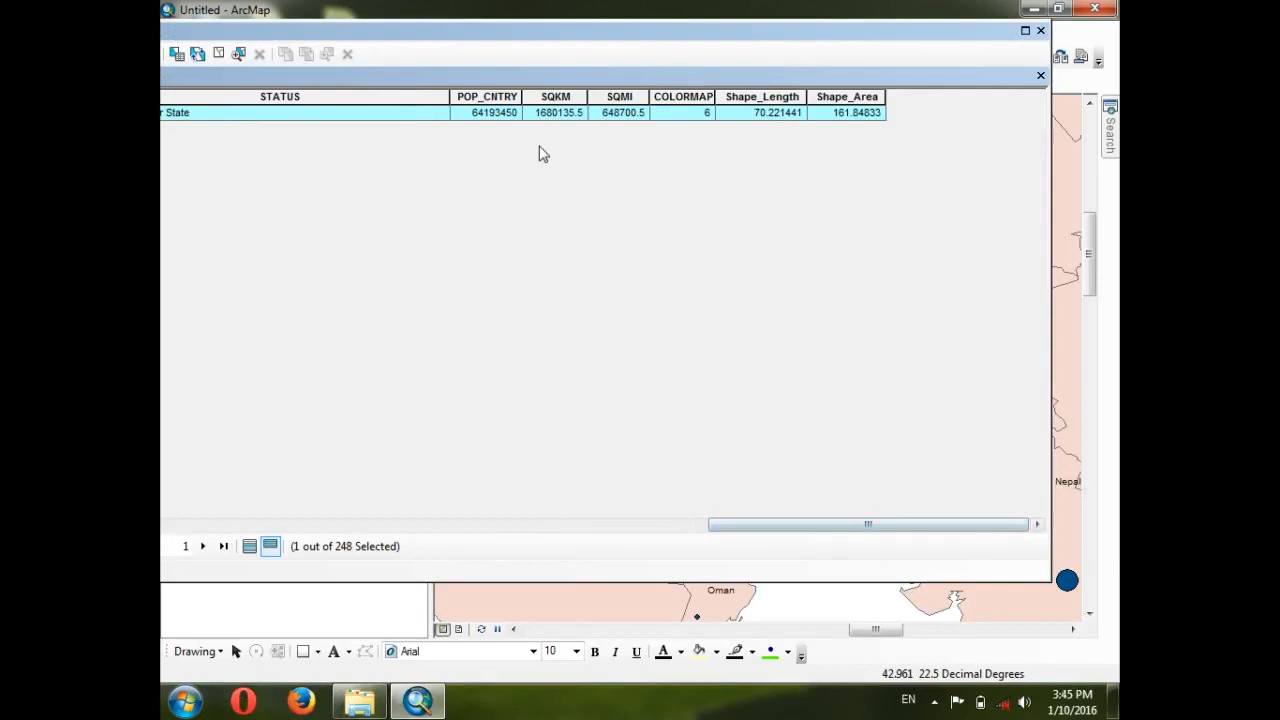 Untitled - ArcMap
STATUS POP_CNTRY SQKM SQMI COLORMAP Shape_Length Shape_Area
r State 64193450 1680135.5 648700.5 6 70.221441 161.84833
Search
Nepal
1 (1 out of 248 Selected)
Oman
Drawing A Arial 10 B I U A
42.961 22.5 Decimal Degrees
EN 3:45 PM
1/10/2016